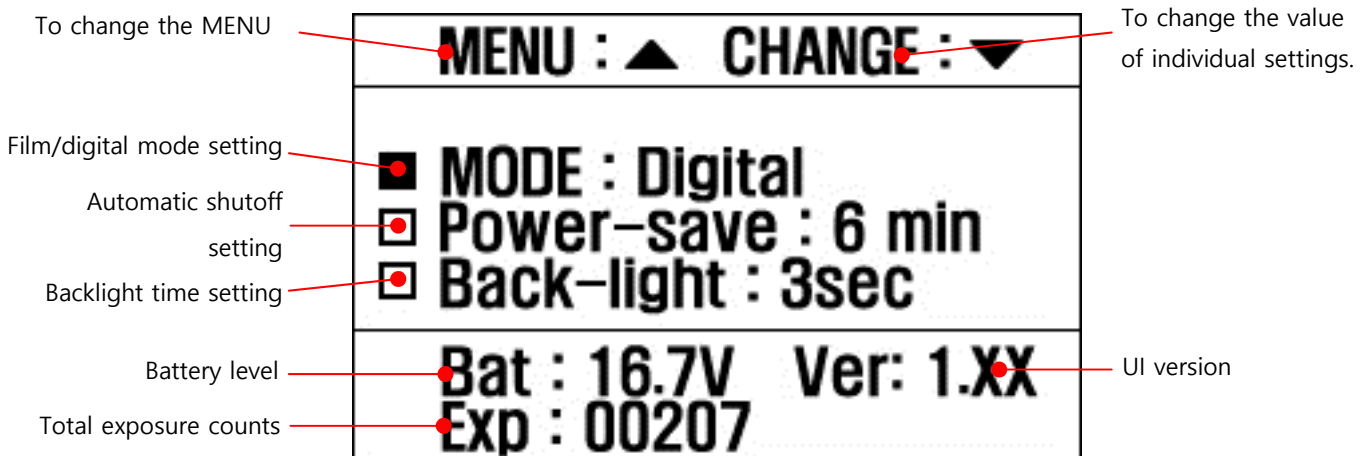 To change the MENU
MENU : ▲ CHANGE : ▼
To change the value
of individual settings.
Film/digital mode setting
MODE : Digital
Automatic shutoff
setting
Power-save : 6 min
Backlight time setting
Back-light : 3sec
Battery level
Bat : 16.7V Ver: 1.XX
UI version
Total exposure counts
Exp : 00207